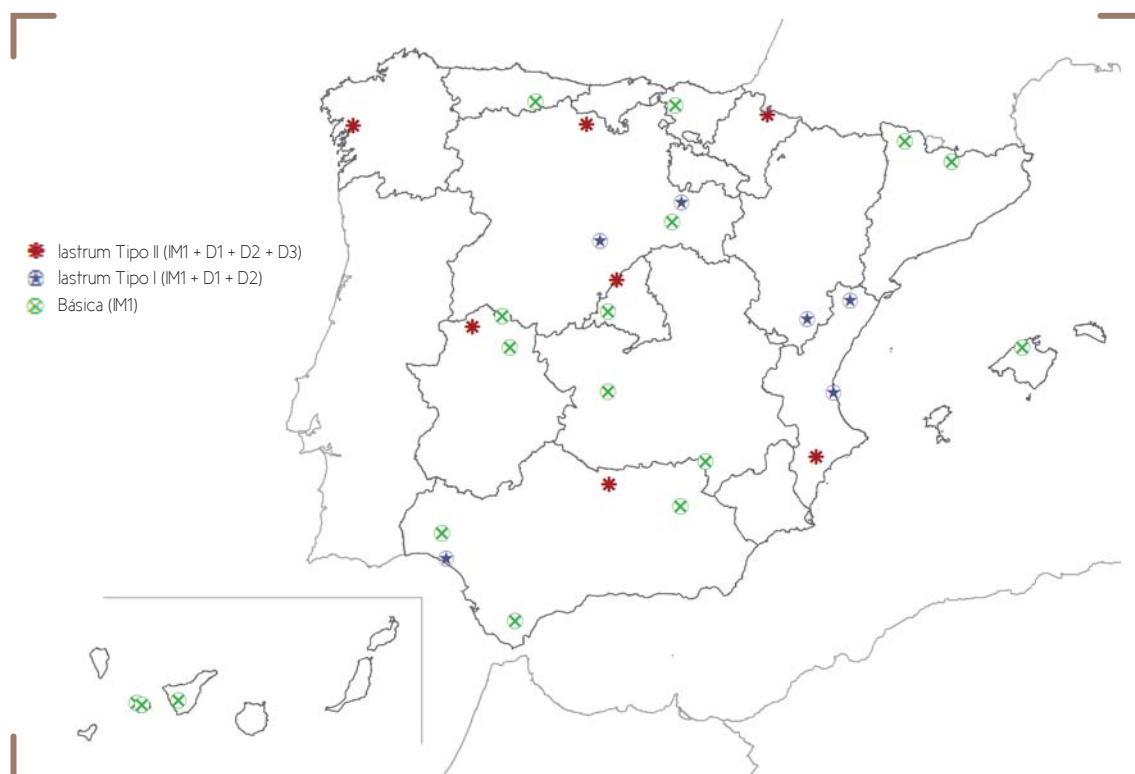 Iastrum Tipo II (IM1 + D1 + D2 + D3)
Iastrum Tipo I (IM1 + D1 + D2)
Básica (IM1)